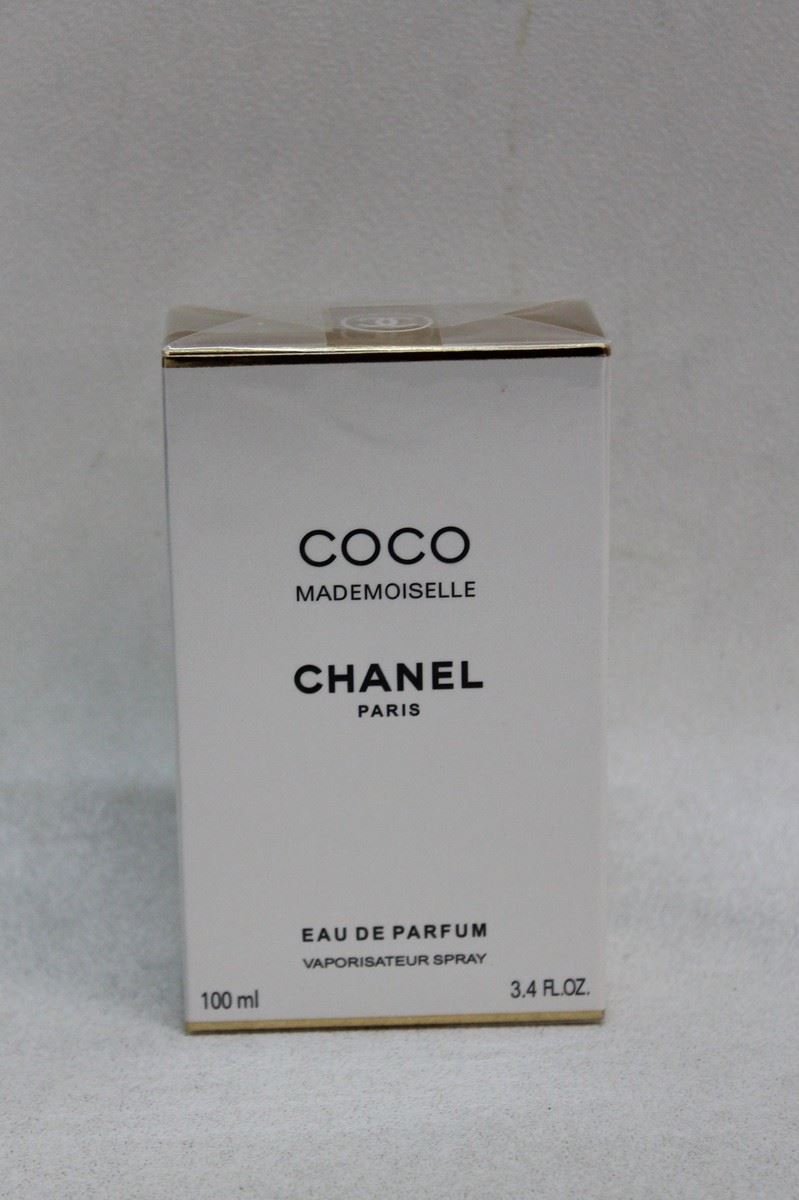 COCO
MADEMOISELLE
CHANEL
PARIS
EAU DE PARFUM
VAPORISATEUR SPRAY
100 ml
3.4 FL.OZ.